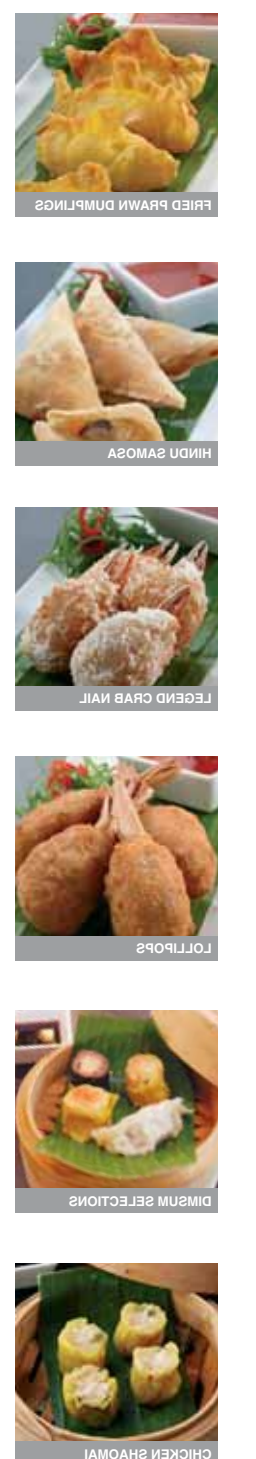 FRIED PRAWN DUMPLINGS
HINDU SAMOSA
LEGEND CRAB NAIL
LOLLIPOPS
DIMSUM SELECTIONS
CHICKEN SHAOMAI